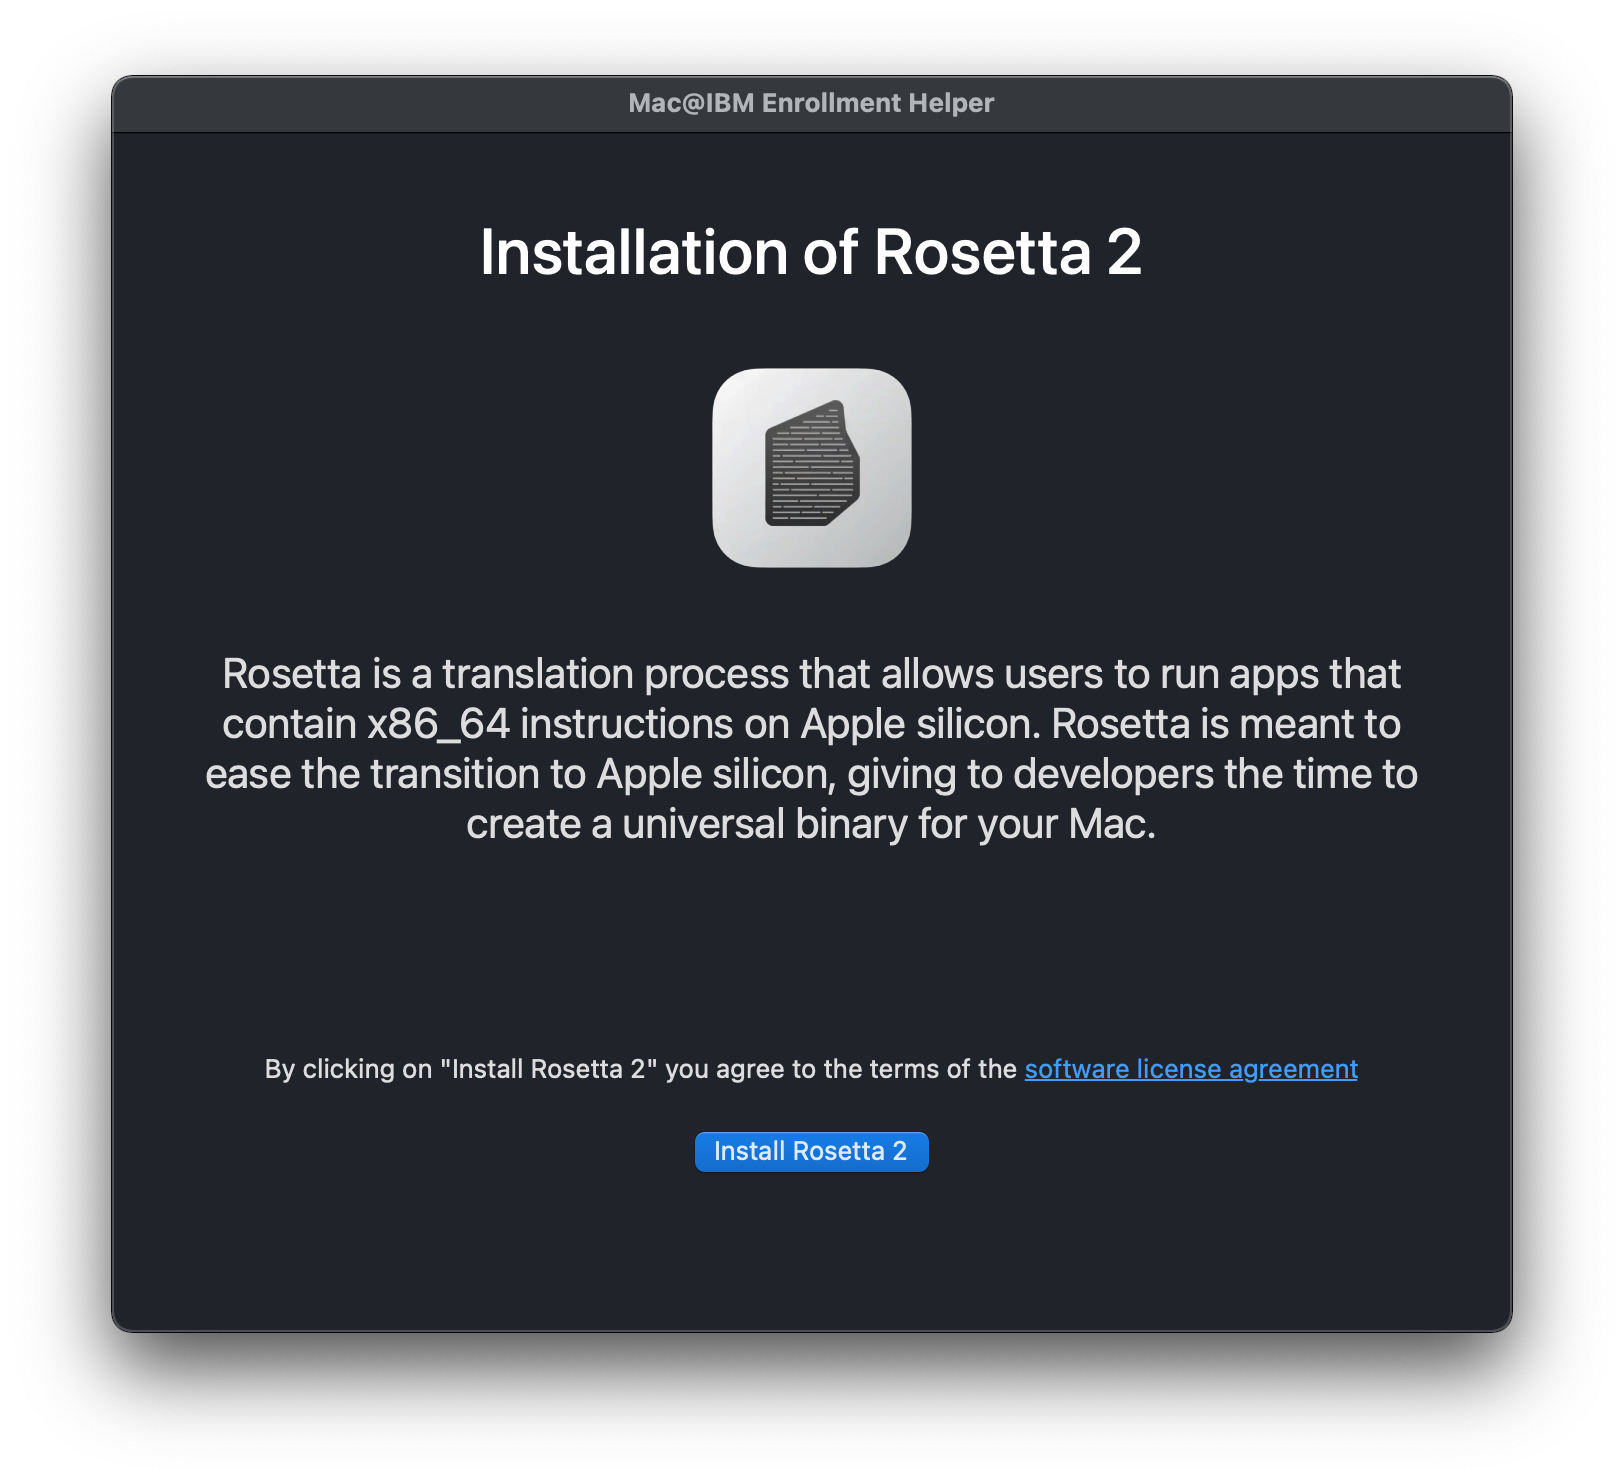 Mac@IBM Enrollment Helper
Installation of Rosetta 2
Rosetta is a translation process that allows users to run apps that
contain x86_64 instructions on Apple silicon. Rosetta is meant to
ease the transition to Apple silicon, giving to developers the time to
create a universal binary for your Mac.
By clicking on "Install Rosetta 2" you agree to the terms of the software license agreement
Install Rosetta 2